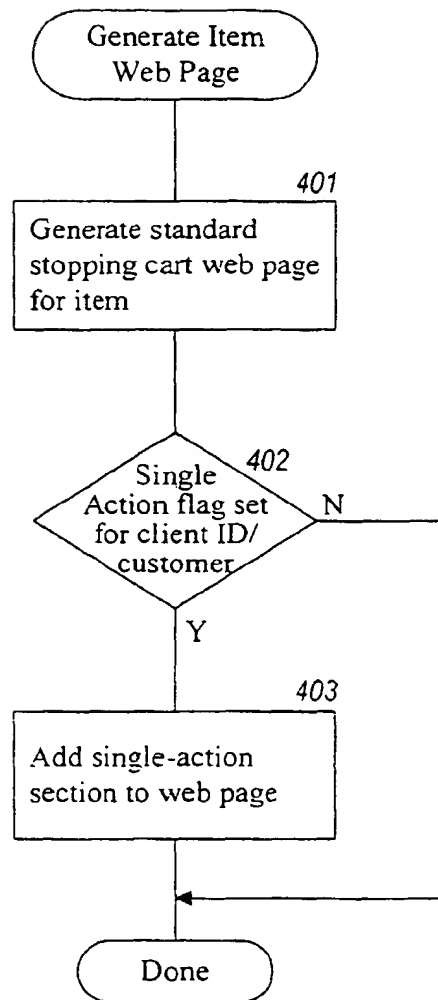 Generate Item
Web Page
401
Generate standard
stopping cart web page
for item
402
Single
Action flag set
for client ID/
customer
N
Y
403
Add single-action
section to web page
Done